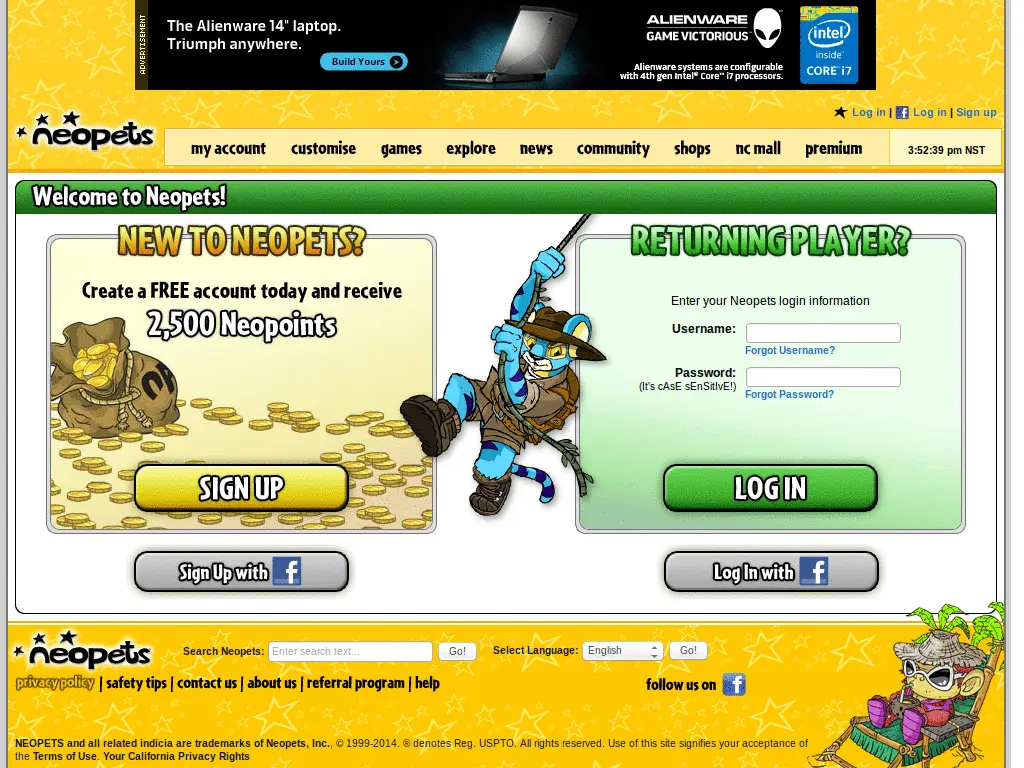 ADVERTISEMENT
The Alienware 14" laptop.
Triumph anywhere.
Build Yours
ALIENWARE
GAME VICTORIOUS™
Alienware systems are configurable
with 4th gen Intel® Core™ i7 processors.
intel
inside™
CORE i7
Log in | f Log in | Sign up
neopets
my account customise games explore news community shops nc mall premium
3:52:39 pm NST
Welcome to Neopets!
NEW TO NEOPETS?
Create a FREE account today and receive
2,500 Neopoints
SIGN UP
Sign Up with f
RETURNING PLAYER?
Enter your Neopets login information
Username:
Forgot Username?
Password:
(It's cAsE sEnSitIvE!)
Forgot Password?
LOG IN
Log In with f
neopets
Search Neopets: Enter search text... Go! Select Language: English Go!
privacy policy | safety tips | contact us | about us | referral program | help
follow us on f
NEOPETS and all related indicia are trademarks of Neopets, Inc., © 1999-2014. ® denotes Reg. USPTO. All rights reserved. Use of this site signifies your acceptance of
the Terms of Use. Your California Privacy Rights